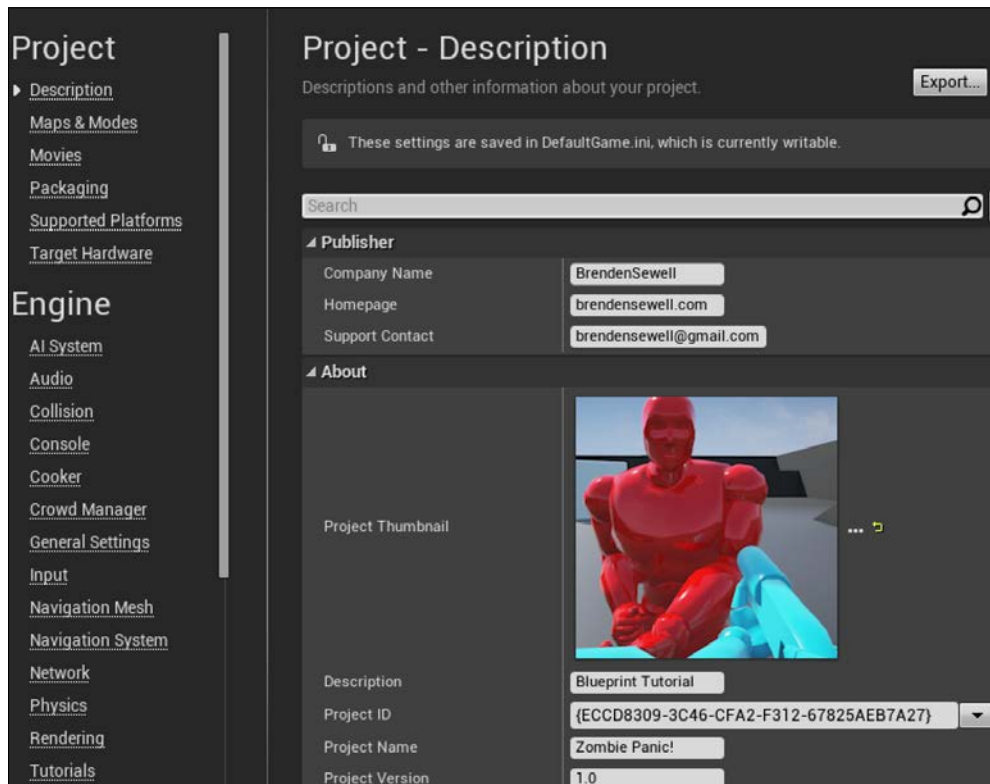 Project
Description
Maps & Modes
Movies
Packaging
Supported Platforms
Target Hardware
Engine
AI System
Audio
Collision
Console
Cooker
Crowd Manager
General Settings
Input
Navigation Mesh
Navigation System
Network
Physics
Rendering
Tutorials
Project - Description
Descriptions and other information about your project.
Export...
These settings are saved in DefaultGame.ini, which is currently writable.
Search
Publisher
Company Name BrendenSewell
Homepage brendensewell.com
Support Contact brendensewell@gmail.com
About
Project Thumbnail ...
Description Blueprint Tutorial
Project ID {ECCD8309-3C46-CFA2-F312-67825AEB7A27}
Project Name Zombie Panic!
Project Version 1.0